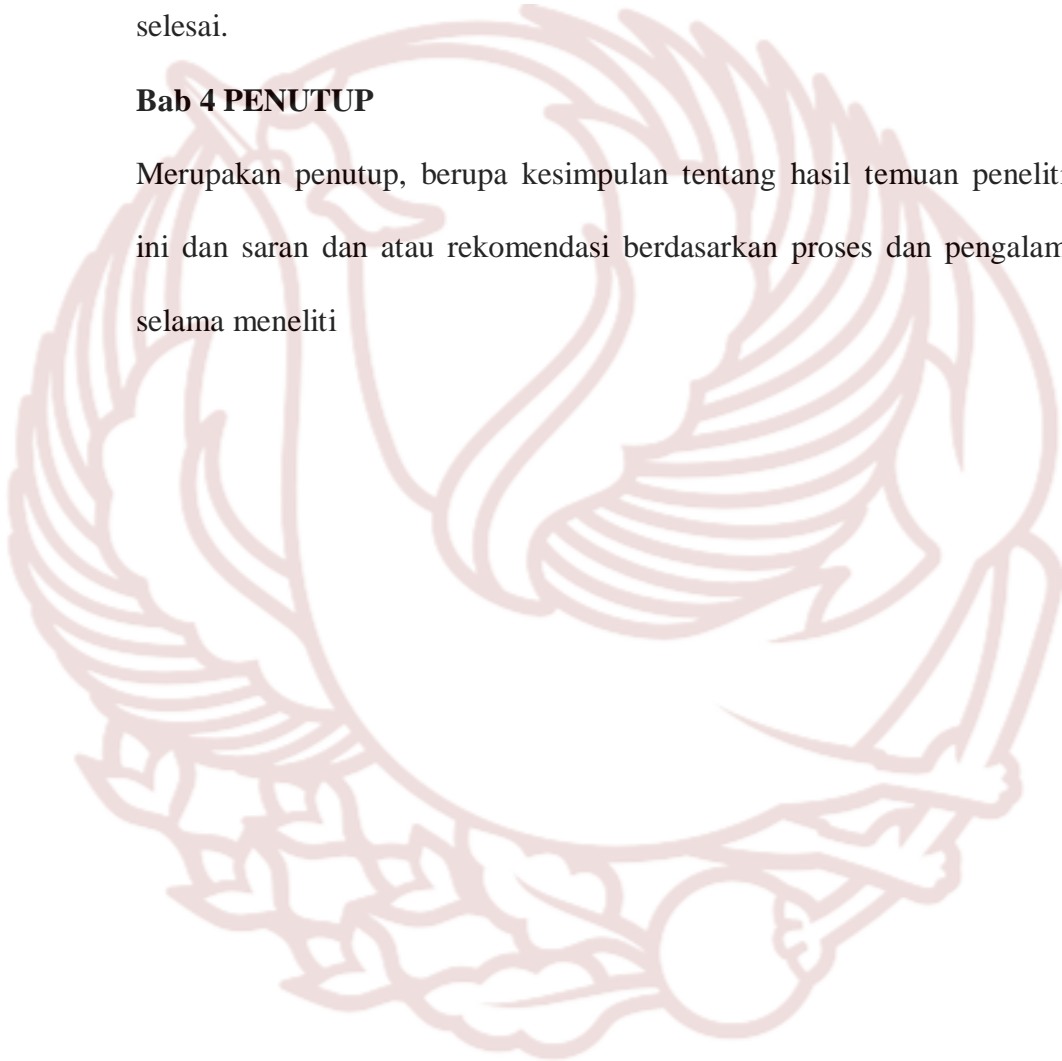 selesai.
Bab 4 PENUTUP
Merupakan penutup, berupa kesimpulan tentang hasil temuan peneliti
ini dan saran dan atau rekomendasi berdasarkan proses dan pengalam
selama meneliti